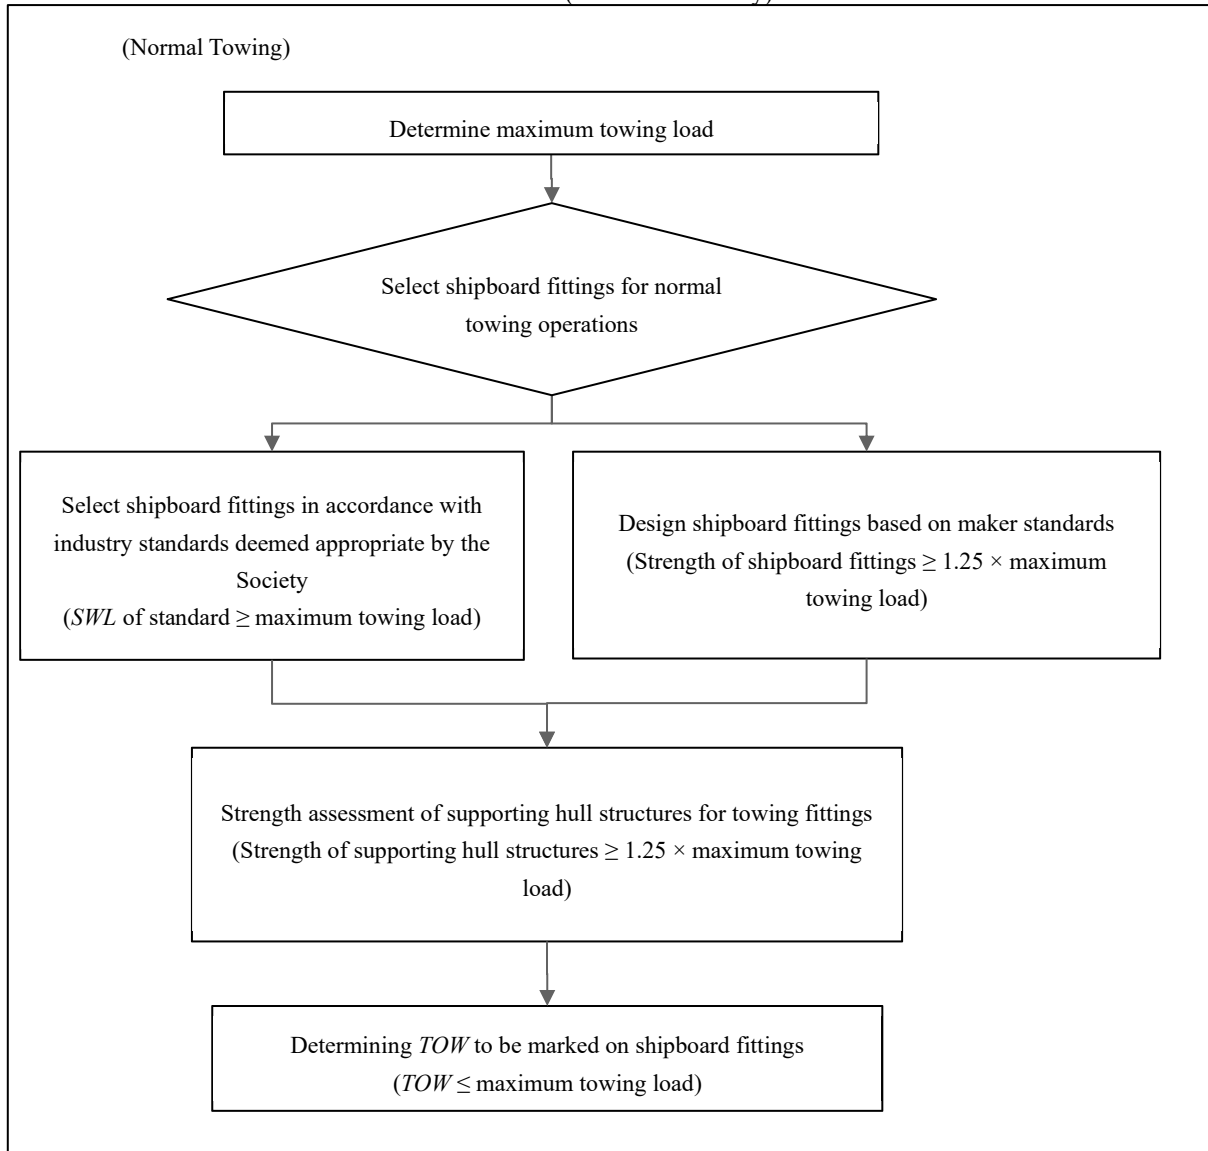 (Normal Towing)
Determine maximum towing load
Select shipboard fittings for normal
towing operations
Select shipboard fittings in accordance with
industry standards deemed appropriate by the
Society
(SWL of standard ≥ maximum towing load)
Design shipboard fittings based on maker standards
(Strength of shipboard fittings ≥ 1.25 × maximum
towing load)
Strength assessment of supporting hull structures for towing fittings
(Strength of supporting hull structures ≥ 1.25 × maximum towing
load)
Determining TOW to be marked on shipboard fittings
(TOW ≤ maximum towing load)